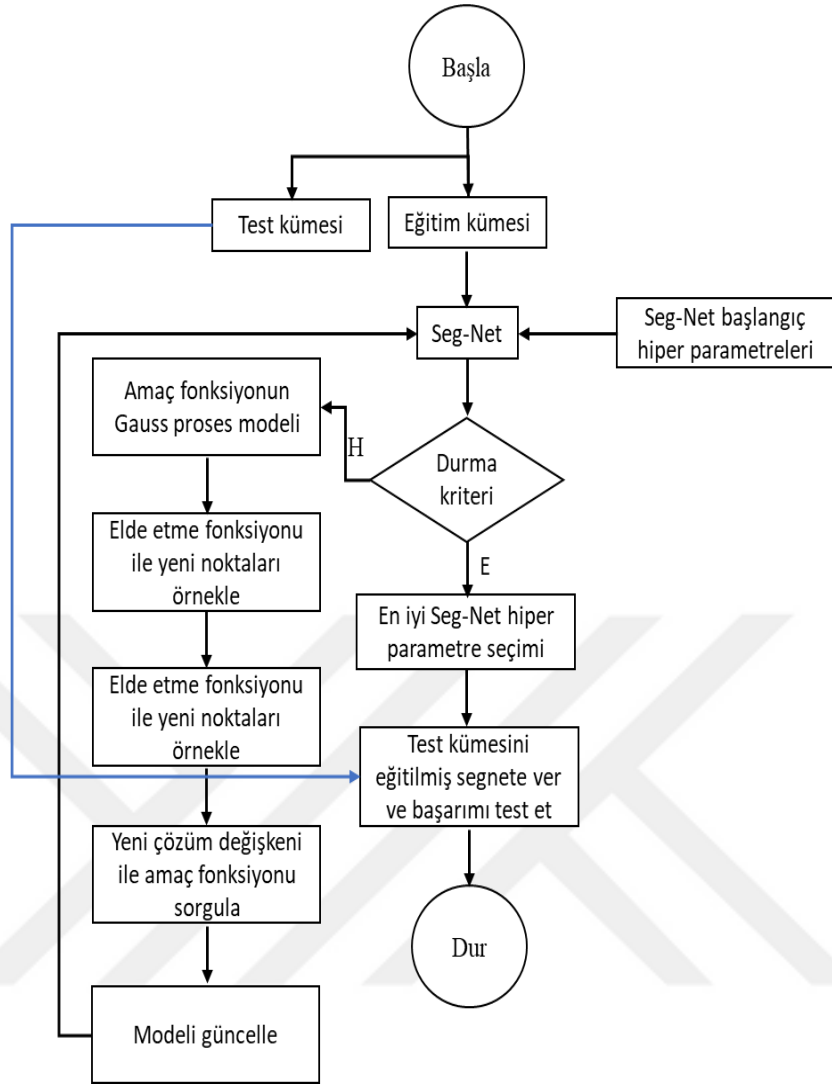 Başla
Test kümesi
Eğitim kümesi
Seg-Net
Seg-Net başlangıç
hiper parametreleri
Amaç fonksiyonun
Gauss proses modeli
H
Durma
kriteri
E
Elde etme fonksiyonu
ile yeni noktaları
örnekle
En iyi Seg-Net hiper
parametre seçimi
Elde etme fonksiyonu
ile yeni noktaları
örnekle
Test kümesini
eğitilmiş segnete ver
ve başarımı test et
Yeni çözüm değişkeni
ile amaç fonksiyonu
sorgula
Dur
Modeli güncelle